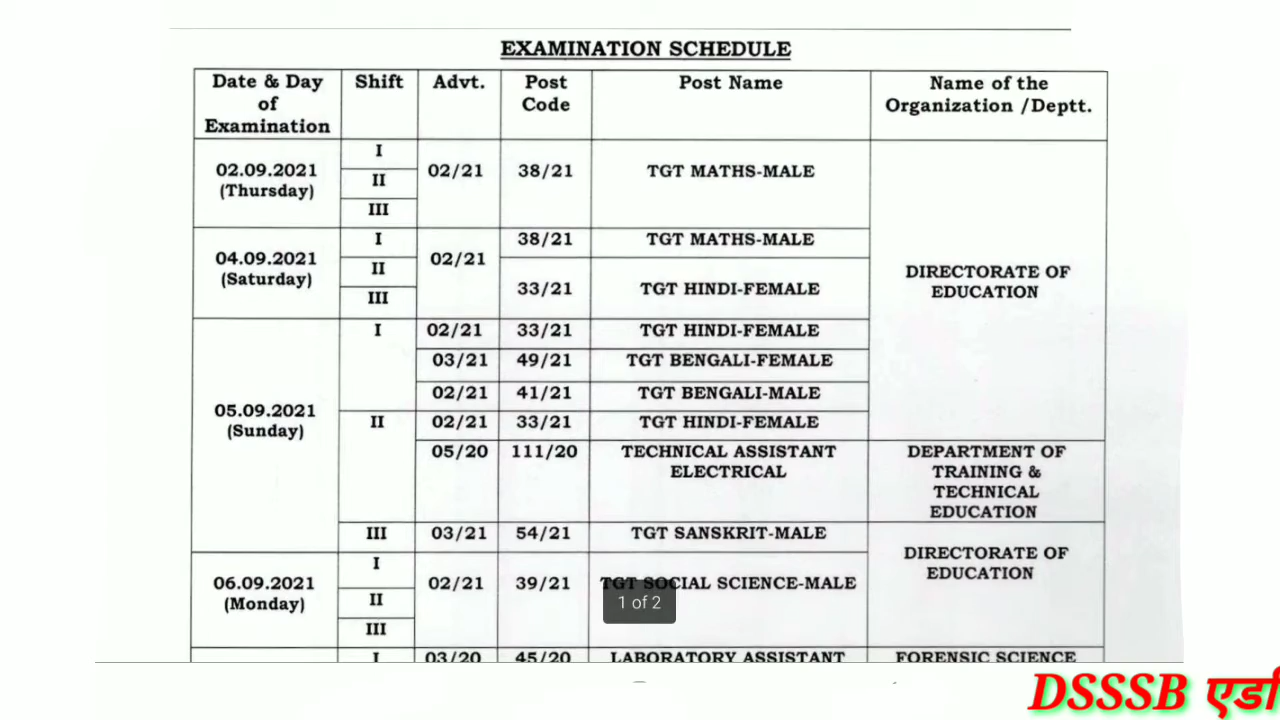 EXAMINATION SCHEDULE
Date & Day of Examination Shift Advt. Post Code Post Name Name of the Organization /Deptt.
02.09.2021 (Thursday) I II III 02/21 38/21 TGT MATHS-MALE DIRECTORATE OF EDUCATION
04.09.2021 (Saturday) I 02/21 38/21 TGT MATHS-MALE
II III 33/21 TGT HINDI-FEMALE
05.09.2021 (Sunday) I 02/21 33/21 TGT HINDI-FEMALE
03/21 49/21 TGT BENGALI-FEMALE
02/21 41/21 TGT BENGALI-MALE
II 02/21 33/21 TGT HINDI-FEMALE
05/20 111/20 TECHNICAL ASSISTANT ELECTRICAL DEPARTMENT OF TRAINING & TECHNICAL EDUCATION
III 03/21 54/21 TGT SANSKRIT-MALE DIRECTORATE OF EDUCATION
06.09.2021 (Monday) I II III 02/21 39/21 TGT SOCIAL SCIENCE-MALE
1 of 2
I 03/20 45/20 LABORATORY ASSISTANT FORENSIC SCIENCE
DSSSB